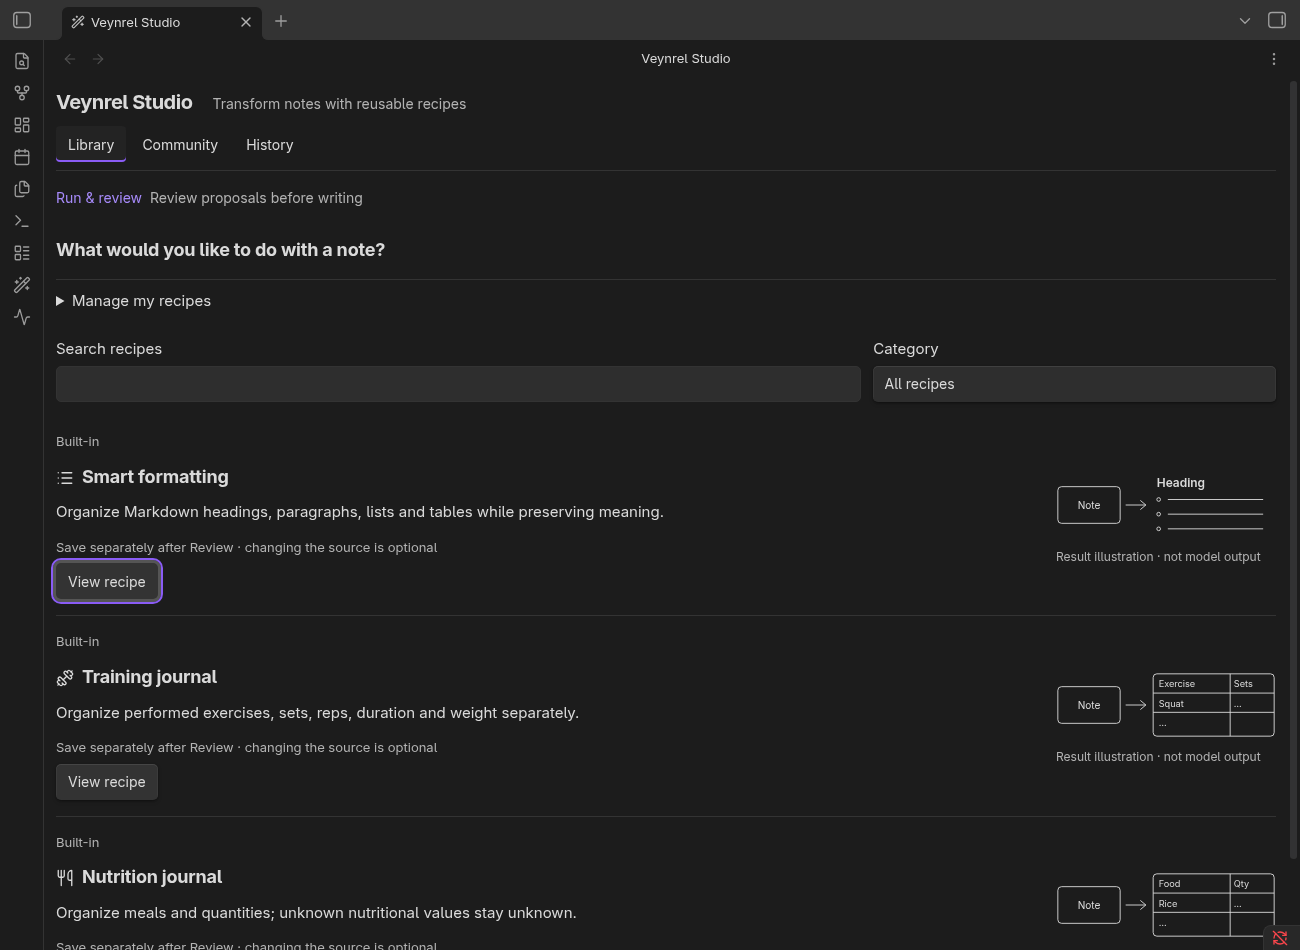 Veynrel Studio
Veynrel Studio
Veynrel Studio Transform notes with reusable recipes
Library Community History
Run & review Review proposals before writing
What would you like to do with a note?
Manage my recipes
Search recipes
Category
All recipes
Built-in
Smart formatting
Organize Markdown headings, paragraphs, lists and tables while preserving meaning.
Save separately after Review · changing the source is optional
View recipe
Note
Heading
Result illustration · not model output
Built-in
Training journal
Organize performed exercises, sets, reps, duration and weight separately.
Save separately after Review · changing the source is optional
View recipe
Note
Exercise Sets
Squat ...
...
Result illustration · not model output
Built-in
Nutrition journal
Organize meals and quantities; unknown nutritional values stay unknown.
Save separately after Review · changing the source is optional
Note
Food Qty
Rice ...
...